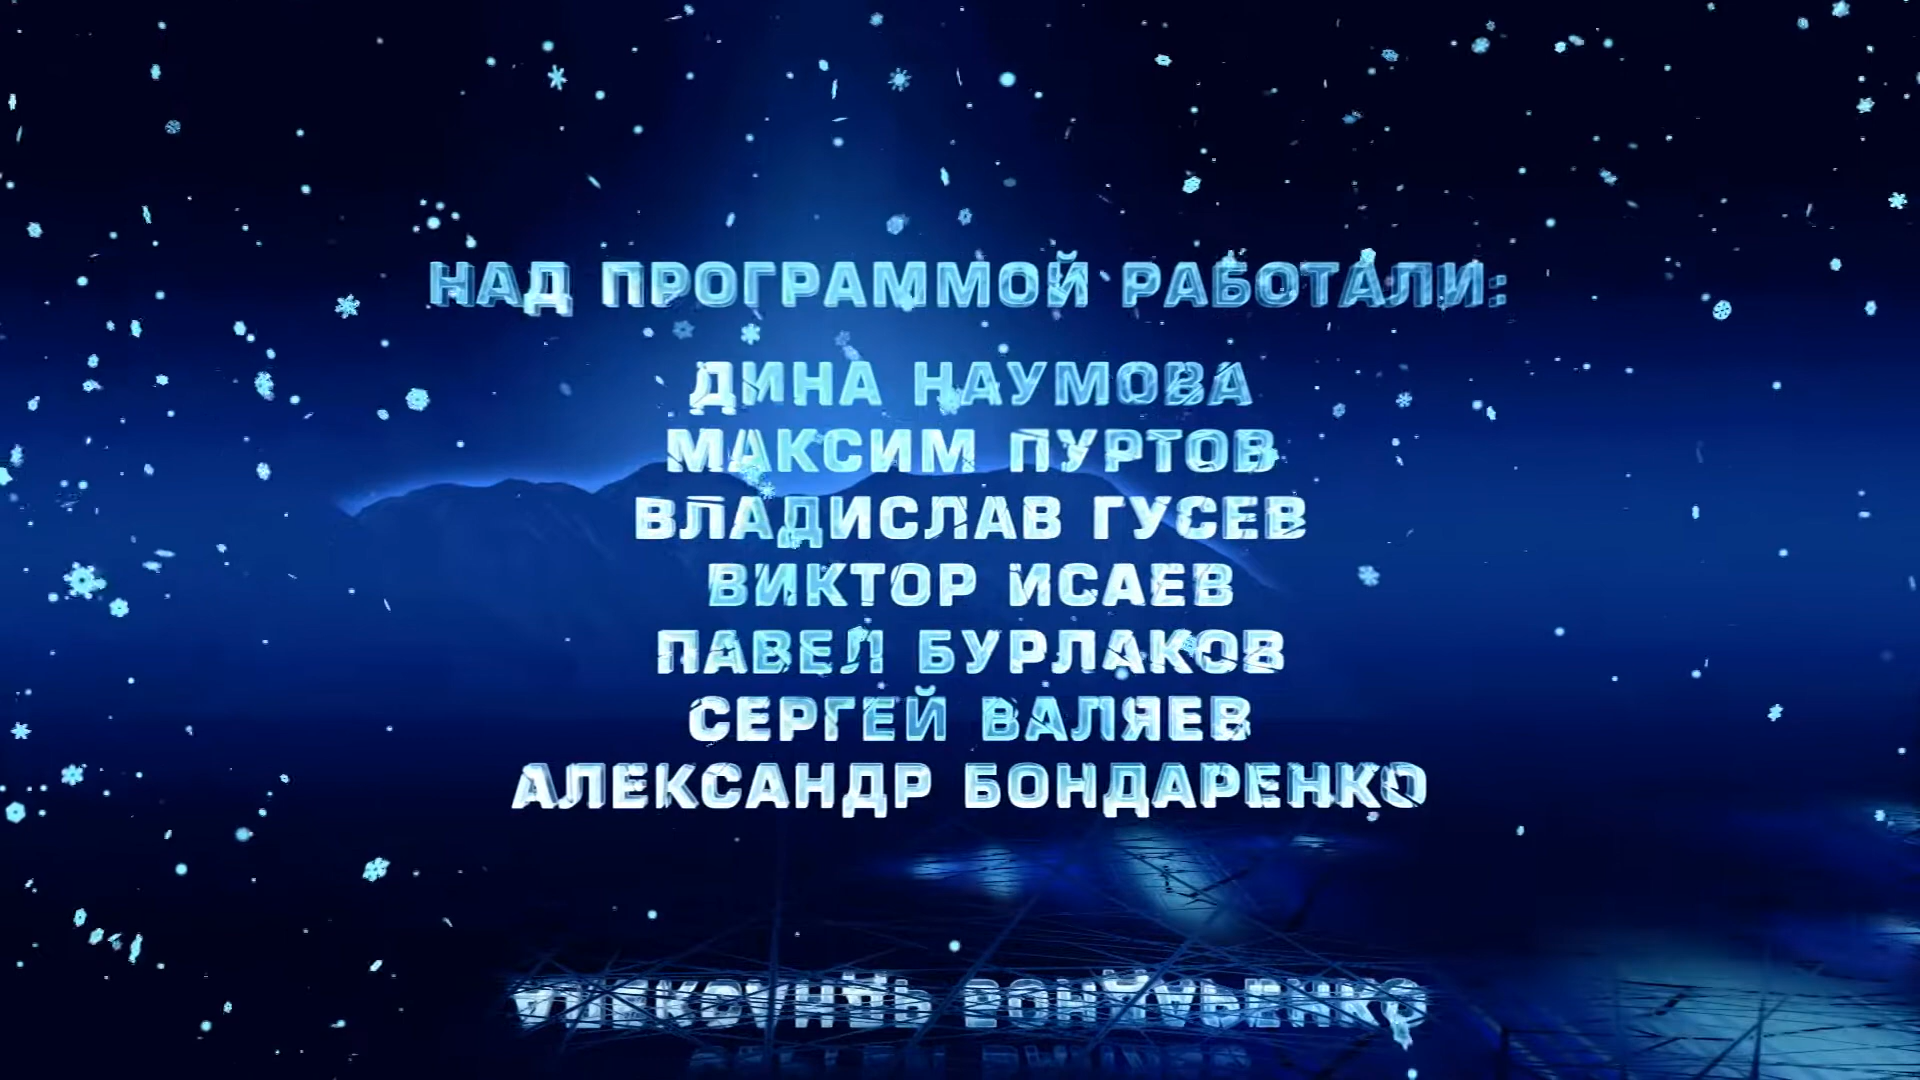 НАД ПРОГРАММОЙ РАБОТАЛИ:
ДИНА НАУМОВА
МАКСИМ ПУРТОВ
ВЛАДИСЛАВ ГУСЕВ
ВИКТОР ИСАЕВ
ПАВЕЛ БУРЛАКОВ
СЕРГЕЙ ВАЛЯЕВ
АЛЕКСАНДР БОНДАРЕНКО